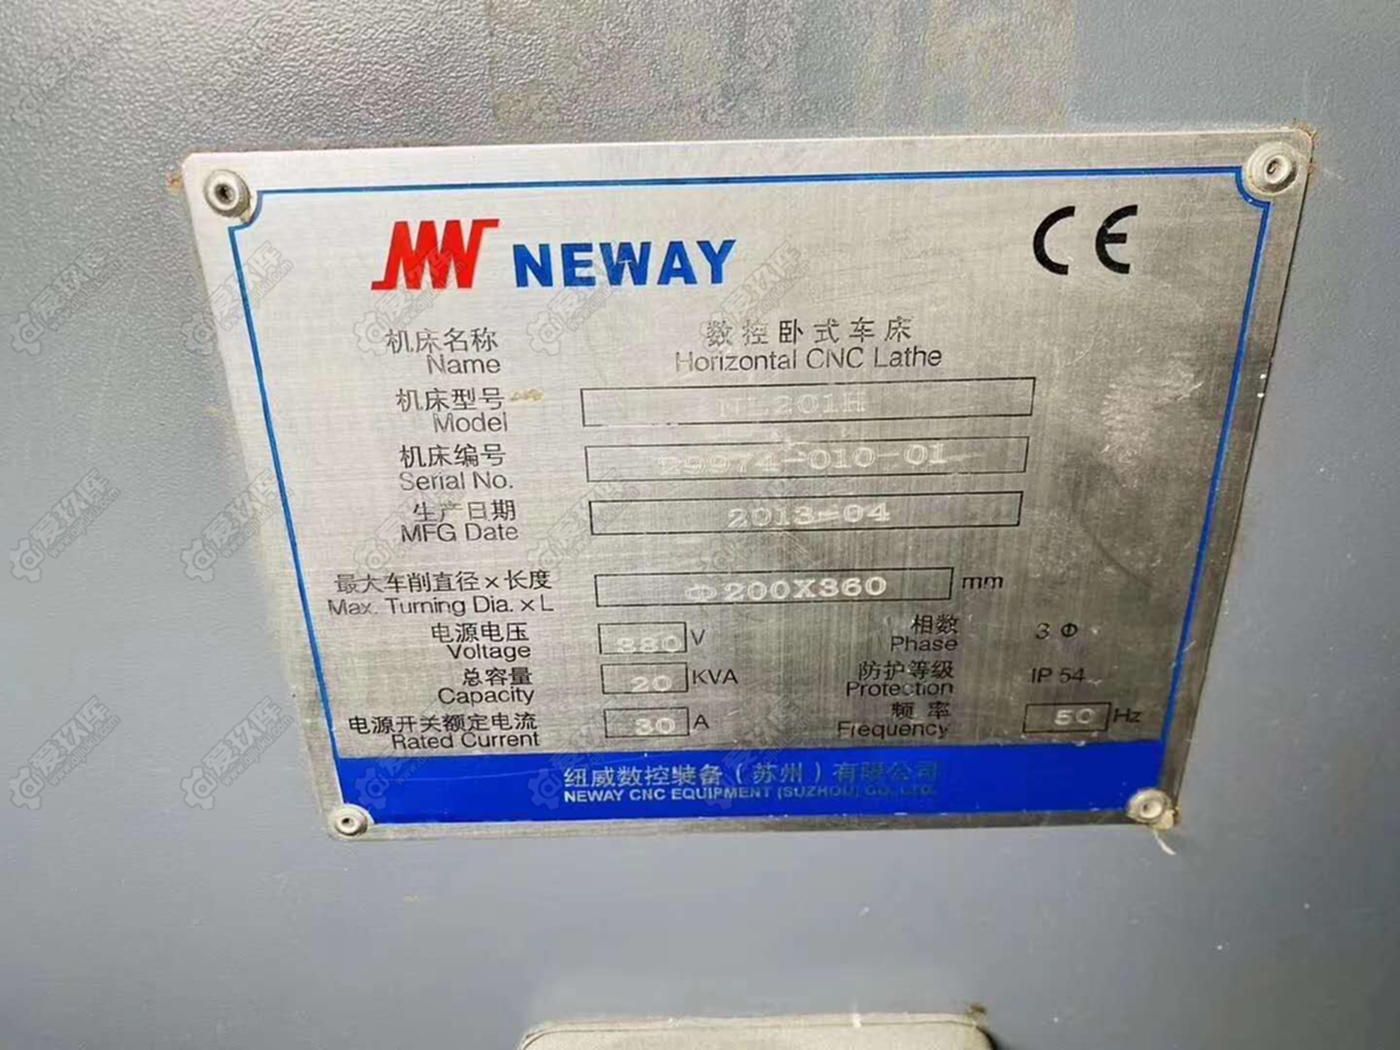 NEWAY
CE
机床名称 数控卧式车床
Name Horizontal CNC Lathe
机床型号
Model NL201H
机床编号
Serial No. 29974-010-01
生产日期
MFG Date 2013-04
最大车削直径×长度
Max. Turning Dia. × L Φ200X360 mm
电源电压 相数
Voltage 380 V Phase 3 Φ
总容量 防护等级
Capacity 20 KVA Protection IP 54
电源开关额定电流 频率
Rated Current 30 A Frequency 50 Hz
纽威数控装备（苏州）有限公司
NEWAY CNC EQUIPMENT (SUZHOU) CO., LTD.